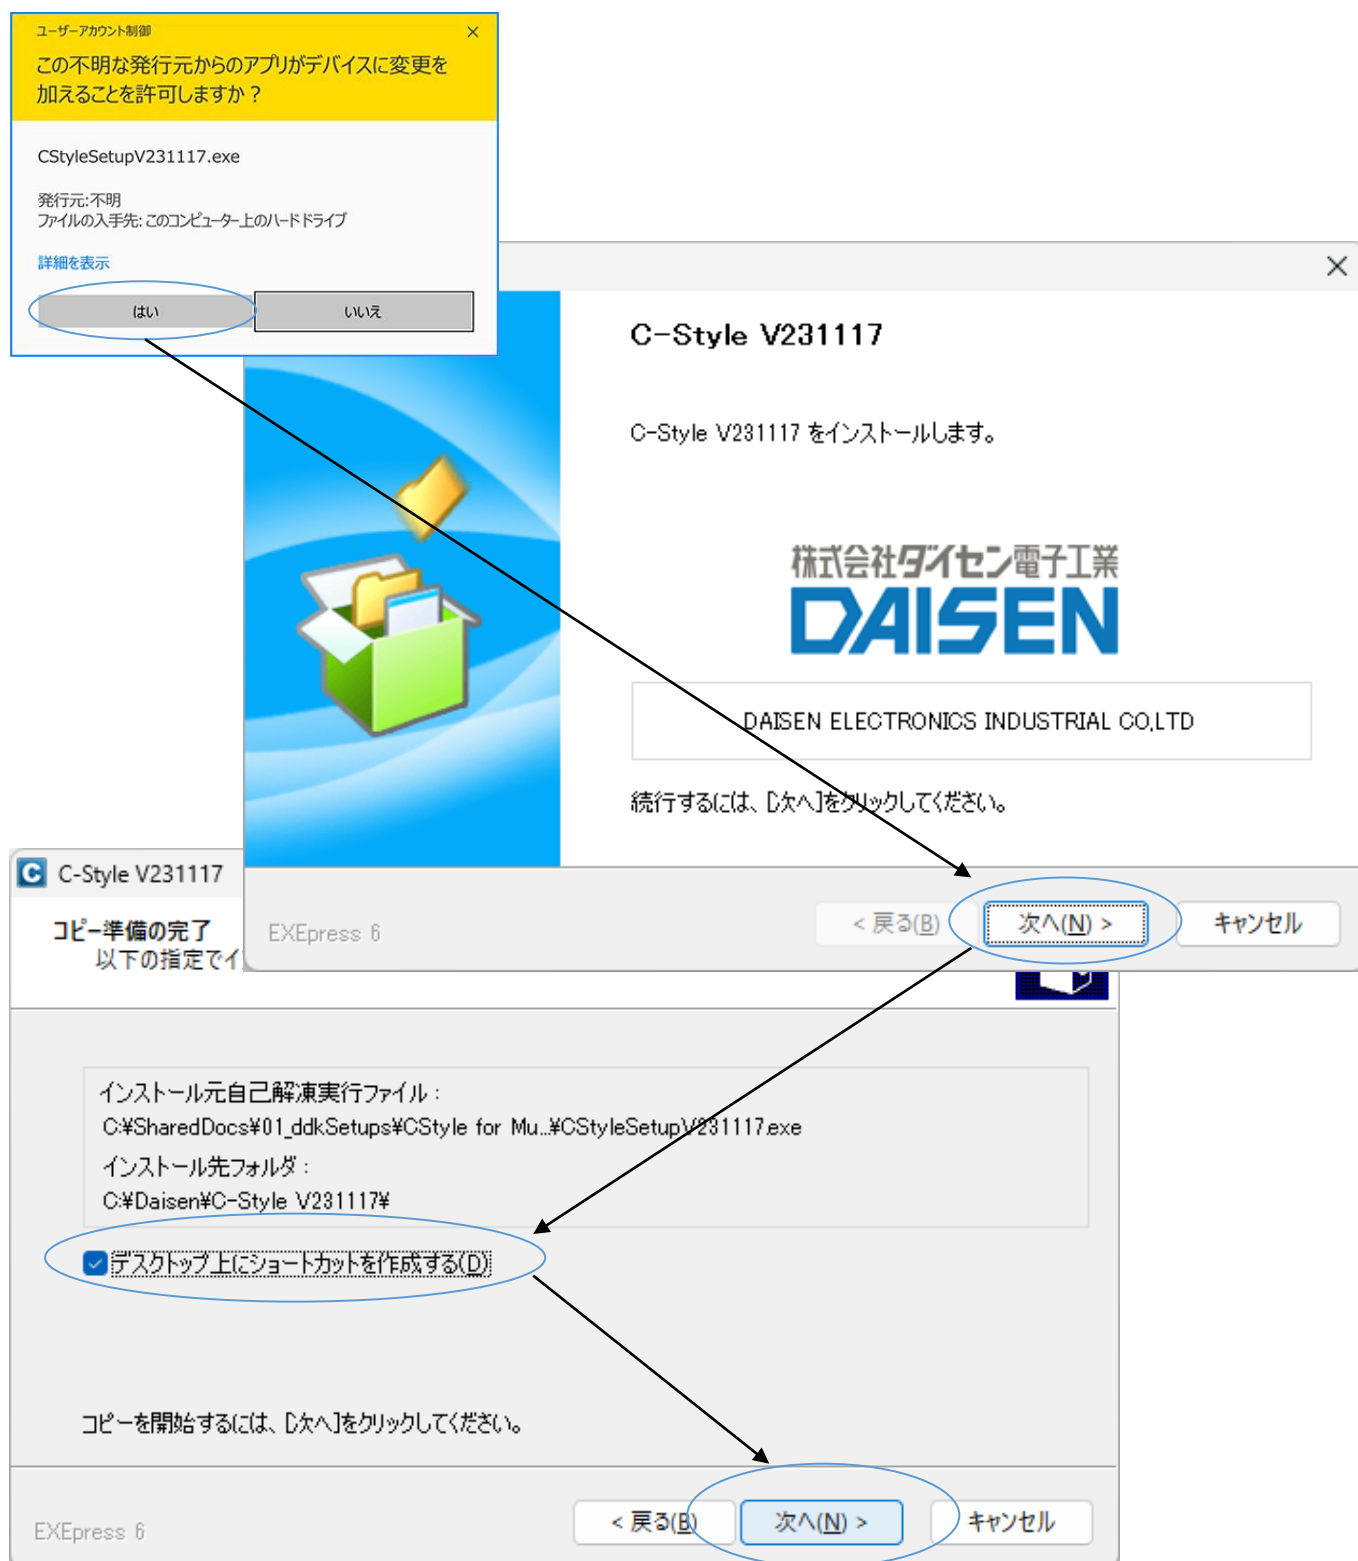 ユーザーアカウント制御
この不明な発行元からのアプリがデバイスに変更を
加えることを許可しますか？
CStyleSetupV231117.exe
発行元:不明
ファイルの入手先: このコンピューター上のハード ドライブ
詳細を表示
はい
いいえ
C-Style V231117
C-Style V231117 をインストールします。
株式会社ダイセン電子工業
DAISEN
DAISEN ELECTRONICS INDUSTRIAL CO,LTD
続行するには、[次へ]をクリックしてください。
EXEpress 6
< 戻る(B)
次へ(N) >
キャンセル
C-Style V231117
コピー準備の完了
以下の指定でイ
インストール元自己解凍実行ファイル：
C:¥SharedDocs¥01_ddkSetups¥CStyle for Mu...¥CStyleSetupV231117.exe
インストール先フォルダ：
C:¥Daisen¥C-Style V231117¥
デスクトップ上にショートカットを作成する(D)
コピーを開始するには、[次へ]をクリックしてください。
EXEpress 6
< 戻る(B)
次へ(N) >
キャンセル